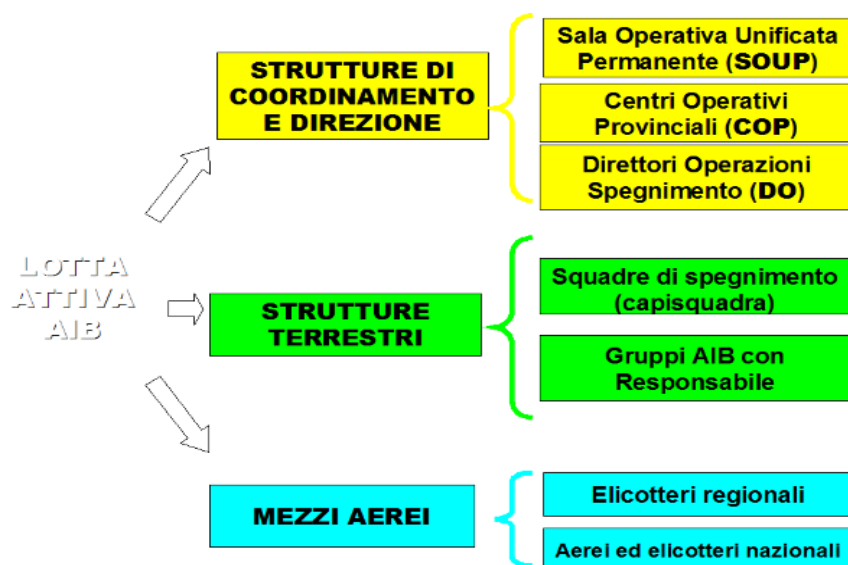 LOTTA
ATTIVA
AIB
STRUTTURE DI
COORDINAMENTO
E DIREZIONE
Sala Operativa Unificata
Permanente (SOUP)
Centri Operativi
Provinciali (COP)
Direttori Operazioni
Spegnimento (DO)
STRUTTURE
TERRESTRI
Squadre di spegnimento
(capisquadra)
Gruppi AIB con
Responsabile
MEZZI AEREI
Elicotteri regionali
Aerei ed elicotteri nazionali